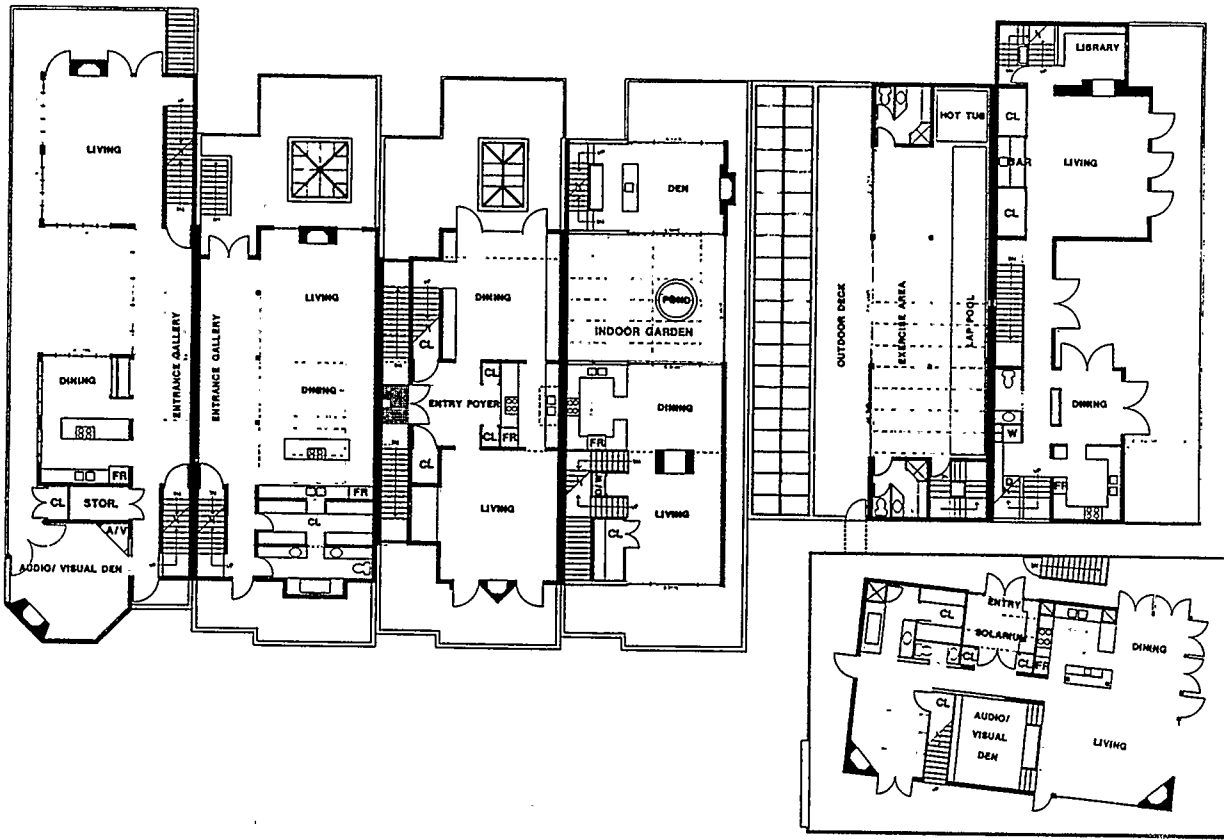 LIVING
ENTRANCE GALLERY
DINING
FR
CL
STOR.
A/V
AUDIO/ VISUAL DEN
LIVING
ENTRANCE GALLERY
DINING
FR
CL
DINING
CL
CL
ENTRY FOYER
CL
FR
CL
LIVING
DEN
POND
INDOOR GARDEN
DINING
FR
LIVING
CL
OUTDOOR DECK
EXERCISE AREA
LAP POOL
HOT TUB
LIBRARY
CL
BAR
LIVING
CL
DINING
W
FR
ENTRY
SOLARIUM
CL
CL
CL
FR
DINING
CL
AUDIO/
VISUAL
DEN
LIVING